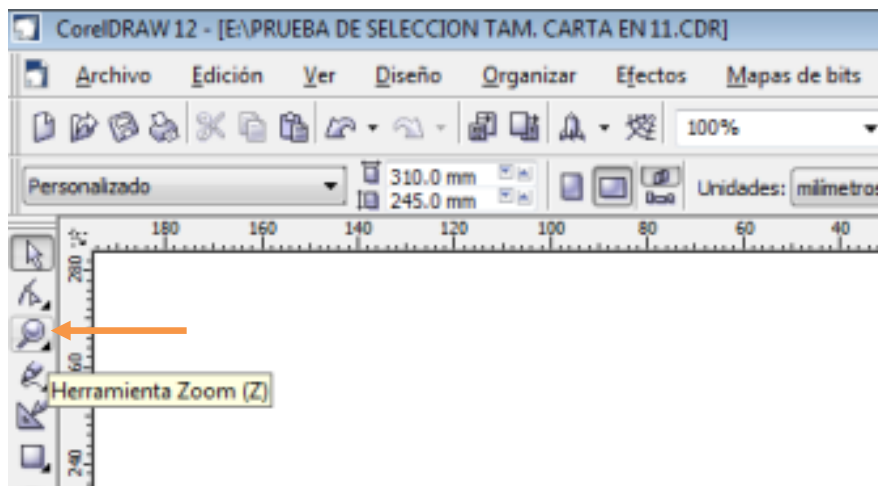 CorelDRAW 12 - [E:\PRUEBA DE SELECCION TAM. CARTA EN 11.CDR]
Archivo Edición Ver Diseño Organizar Efectos Mapas de bits
100%
Personalizado 310.0 mm Unidades: milímetros
245.0 mm
180 160 140 120 100 80 60 40
280
60
Herramienta Zoom (Z)
240